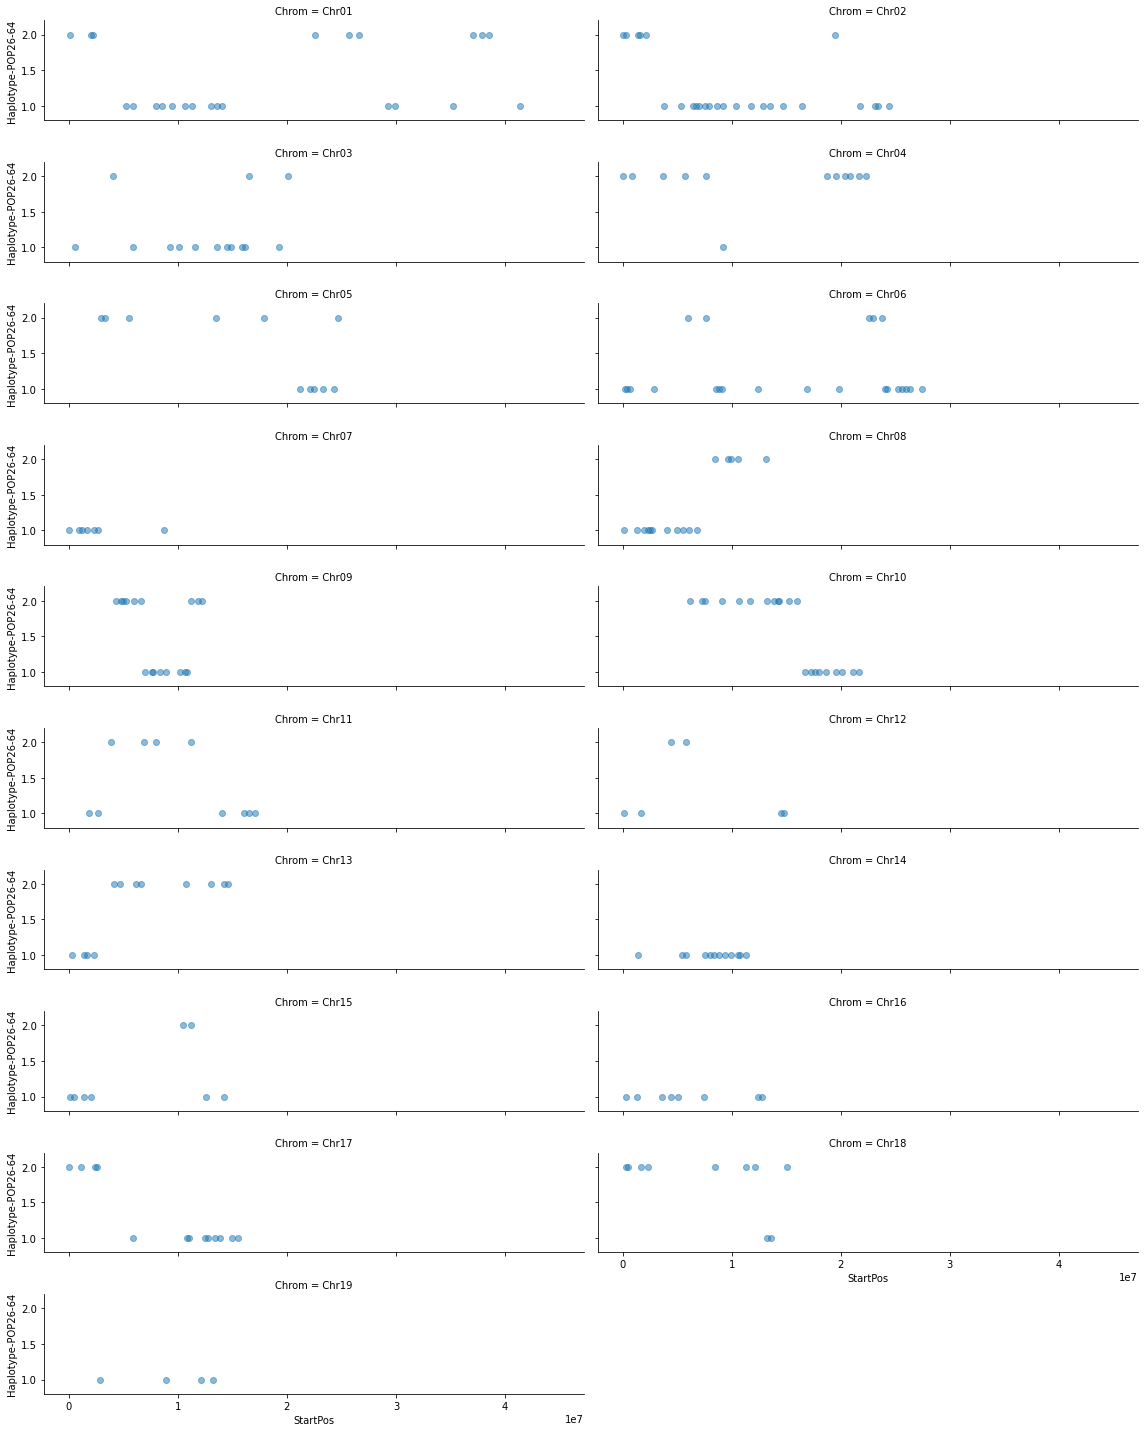 Chrom = Chr01
Chrom = Chr02
Haplotype-POP26-64
2.0
1.5
1.0
Chrom = Chr03
Chrom = Chr04
Haplotype-POP26-64
2.0
1.5
1.0
Chrom = Chr05
Chrom = Chr06
Haplotype-POP26-64
2.0
1.5
1.0
Chrom = Chr07
Chrom = Chr08
Haplotype-POP26-64
2.0
1.5
1.0
Chrom = Chr09
Chrom = Chr10
Haplotype-POP26-64
2.0
1.5
1.0
Chrom = Chr11
Chrom = Chr12
Haplotype-POP26-64
2.0
1.5
1.0
Chrom = Chr13
Chrom = Chr14
Haplotype-POP26-64
2.0
1.5
1.0
Chrom = Chr15
Chrom = Chr16
Haplotype-POP26-64
2.0
1.5
1.0
Chrom = Chr17
Chrom = Chr18
Haplotype-POP26-64
2.0
1.5
1.0
0 1 2 3 4
StartPos
1e7
Chrom = Chr19
Haplotype-POP26-64
2.0
1.5
1.0
0 1 2 3 4
StartPos
1e7